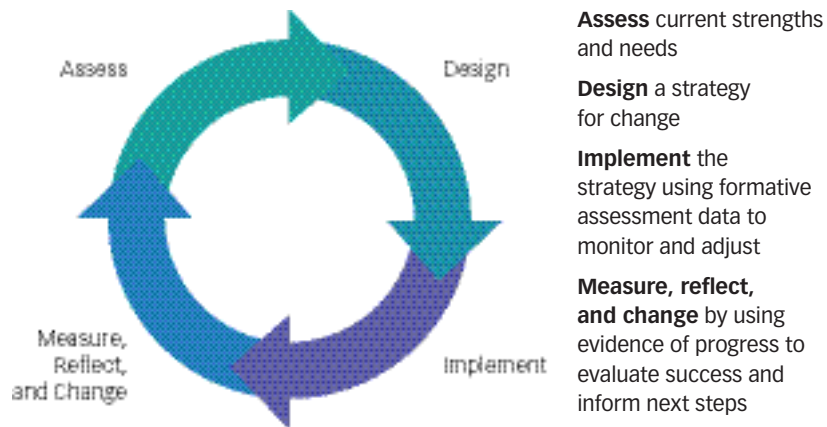 Assess
Design
Measure,
Reflect,
and Change
Implement
Assess current strengths
and needs
Design a strategy
for change
Implement the
strategy using formative
assessment data to
monitor and adjust
Measure, reflect,
and change by using
evidence of progress to
evaluate success and
inform next steps